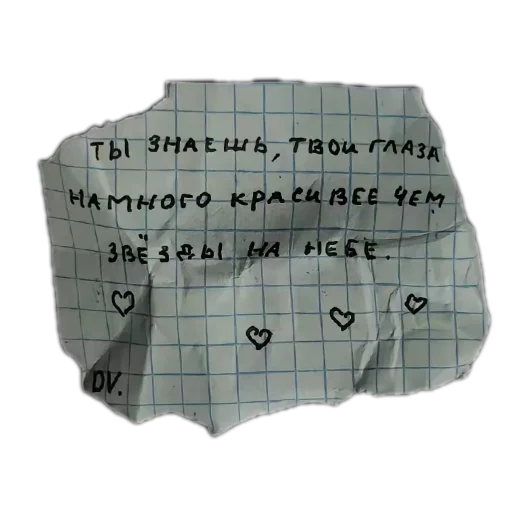 ТЫ ЗНАЕШЬ, ТВОИ ГЛАЗА
НАМНОГО КРАСИВЕЕ ЧЕМ
ЗВЁЗДЫ НА НЕБЕ.
DV.